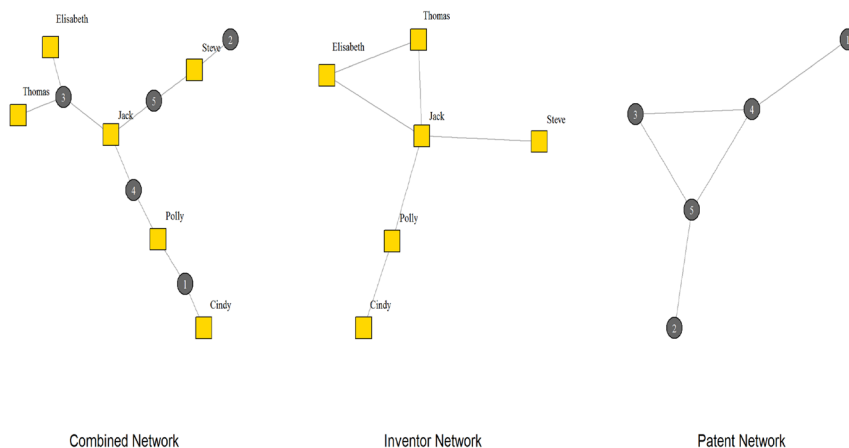 Elisabeth
Thomas
3
Steve
2
5
Jack
4
Polly
1
Cindy
Combined Network
Thomas
Elisabeth
Jack
Steve
Polly
Cindy
Inventor Network
1
3
4
5
2
Patent Network